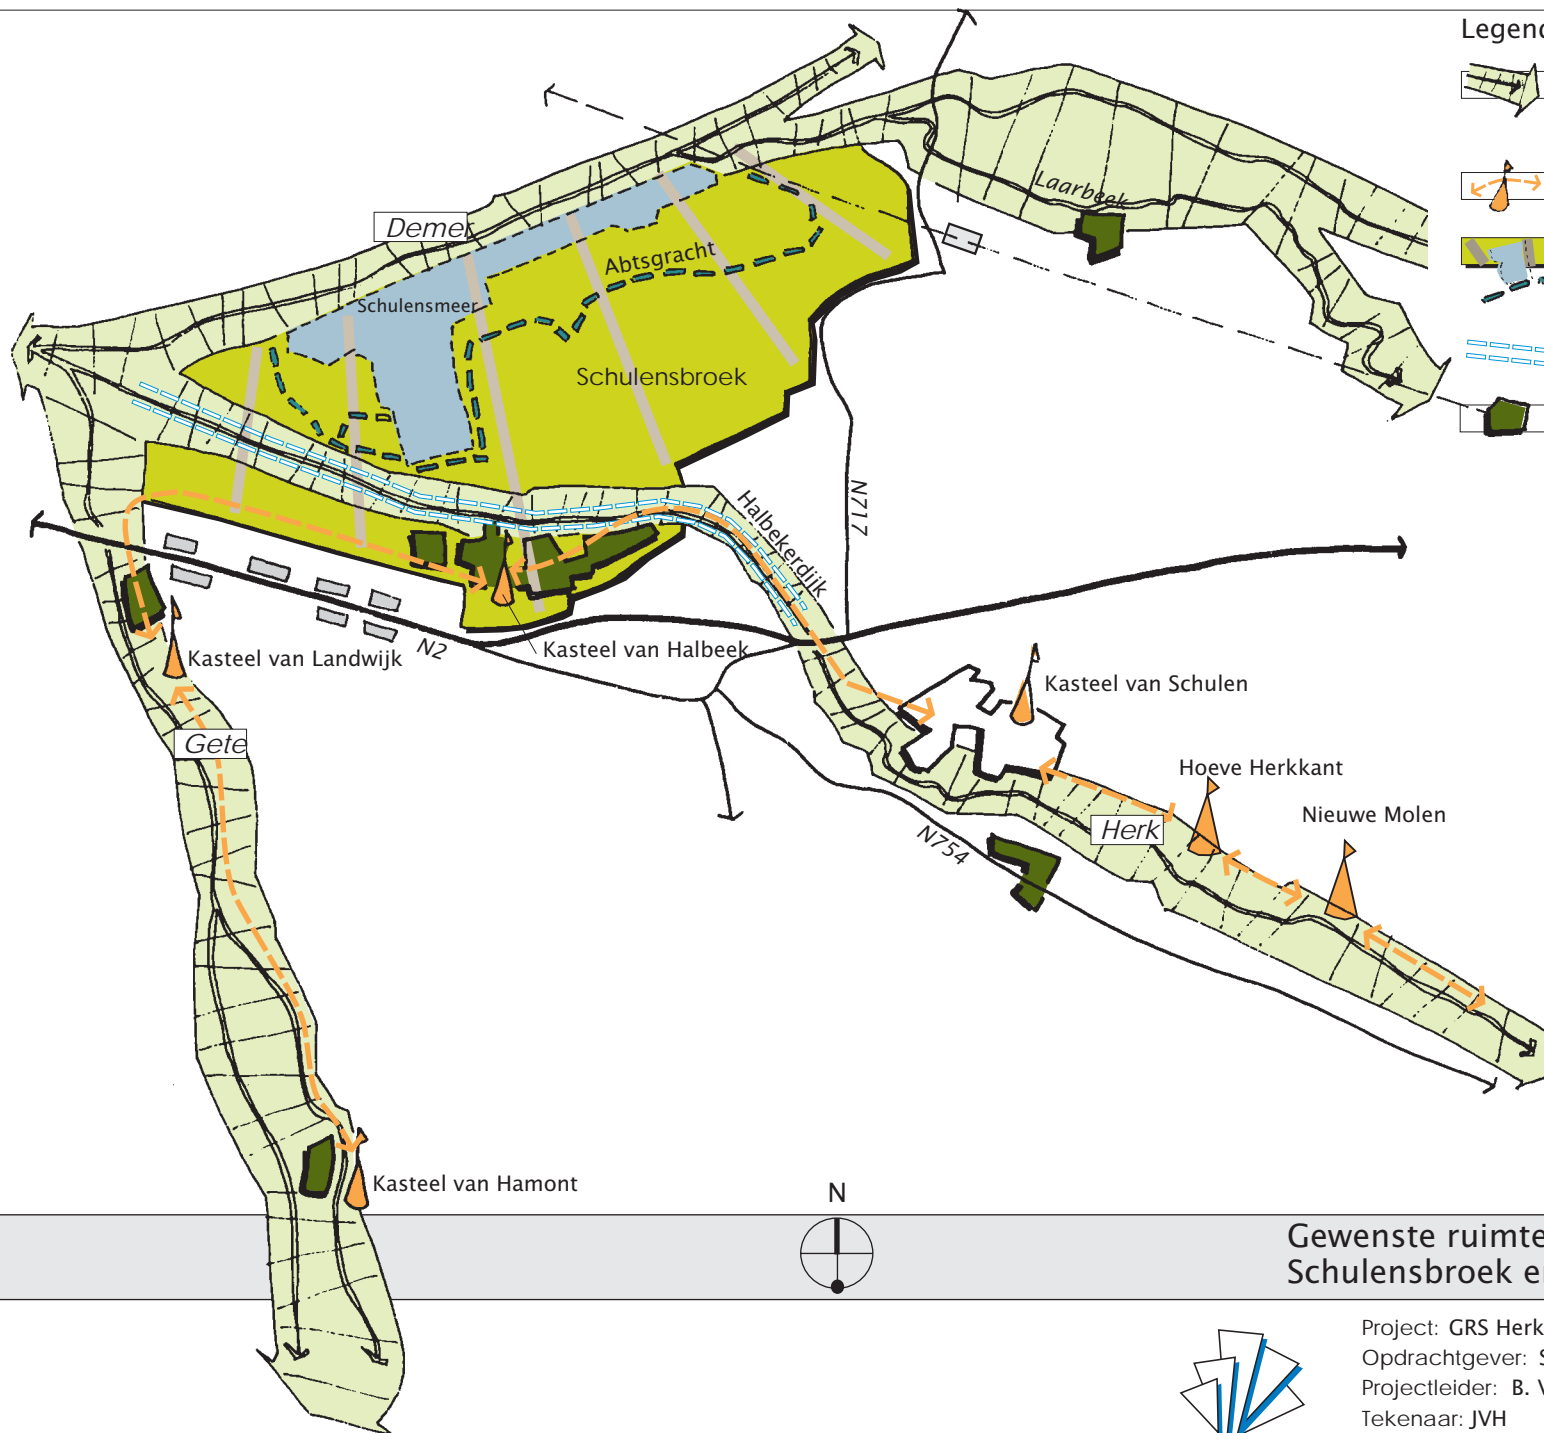 Legend
Laarbeek
Demer
Abtsgracht
Schulensmeer
Schulensbroek
N717
Halbekerdijk
N2
Kasteel van Halbeek
Kasteel van Landwijk
Kasteel van Schulen
Gete
Hoeve Herkkant
Nieuwe Molen
Herk
N754
Kasteel van Hamont
N
Gewenste ruimte
Schulensbroek e
Project: GRS Herk
Opdrachtgever: S
Projectleider: B. V
Tekenaar: JVH